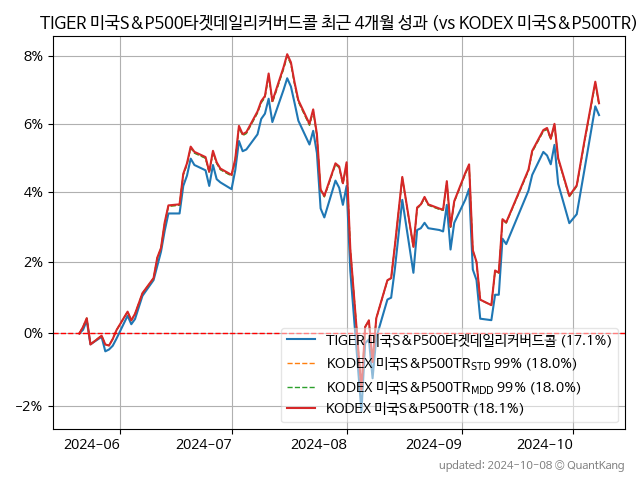 TIGER 미국S&P500타겟데일리커버드콜 최근 4개월 성과 (vs KODEX 미국S&P500TR)
8%
6%
4%
2%
0%
−2%
TIGER 미국S&P500타겟데일리커버드콜 (17.1%)
KODEX 미국S&P500TR_STD 99% (18.0%)
KODEX 미국S&P500TR_MDD 99% (18.0%)
KODEX 미국S&P500TR (18.1%)
2024-06 2024-07 2024-08 2024-09 2024-10
updated: 2024-10-08 © QuantKang